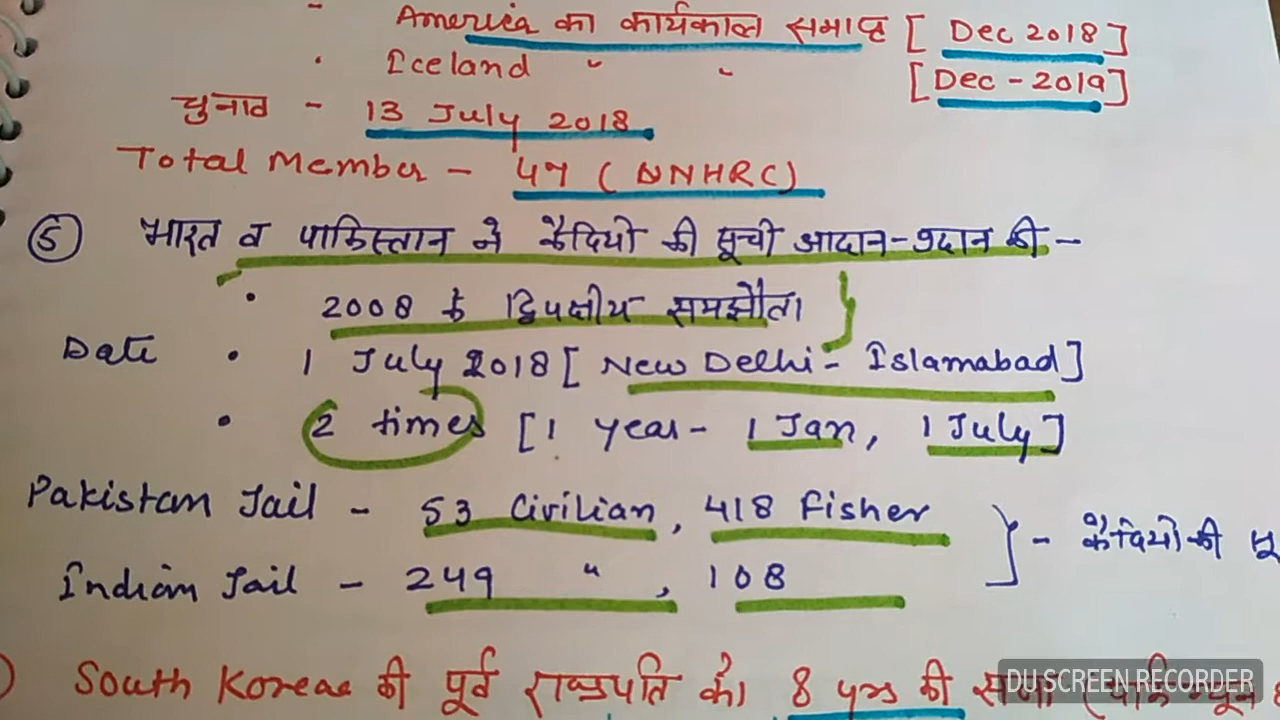 - America का कार्यकाल समाप्त [ Dec 2018 ]
· Iceland " " [ Dec - 2019 ]
चुनाव - 13 July 2018
Total Member - 47 ( UNHRC )
⑤ भारत व पाकिस्तान ने कैदियो की सूची आदान-प्रदान की -
· 2008 के द्विपक्षीय समझौता }
Date · 1 July 2018 [ New Delhi - Islamabad ]
· 2 times [ 1 year - 1 Jan, 1 July ]
Pakistan Jail - 53 Civilian, 418 Fisher
Indian Jail - 249 " , 108 ] - कैदियो की
) South Korea की पूर्व राष्ट्रपति को 8 yrs की सजा
DU SCREEN RECORDER